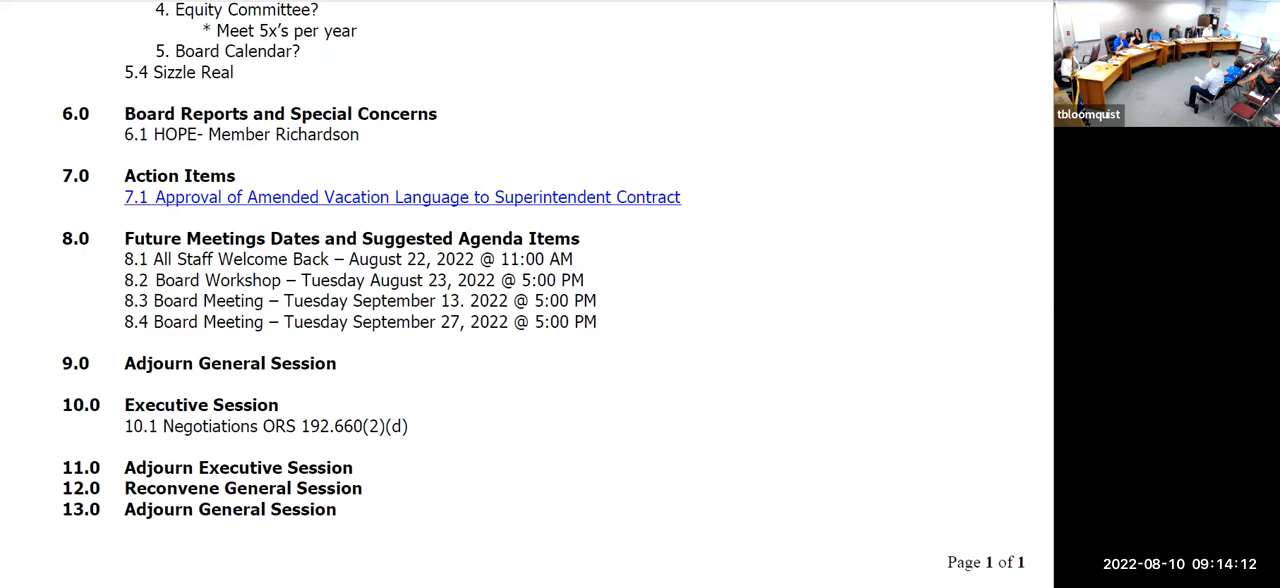 4. Equity Committee?
* Meet 5x's per year
5. Board Calendar?
5.4 Sizzle Real
6.0 Board Reports and Special Concerns
6.1 HOPE- Member Richardson
7.0 Action Items
7.1 Approval of Amended Vacation Language to Superintendent Contract
8.0 Future Meetings Dates and Suggested Agenda Items
8.1 All Staff Welcome Back – August 22, 2022 @ 11:00 AM
8.2 Board Workshop – Tuesday August 23, 2022 @ 5:00 PM
8.3 Board Meeting – Tuesday September 13. 2022 @ 5:00 PM
8.4 Board Meeting – Tuesday September 27, 2022 @ 5:00 PM
9.0 Adjourn General Session
10.0 Executive Session
10.1 Negotiations ORS 192.660(2)(d)
11.0 Adjourn Executive Session
12.0 Reconvene General Session
13.0 Adjourn General Session
Page 1 of 1
tbloomquist
2022-08-10 09:14:12